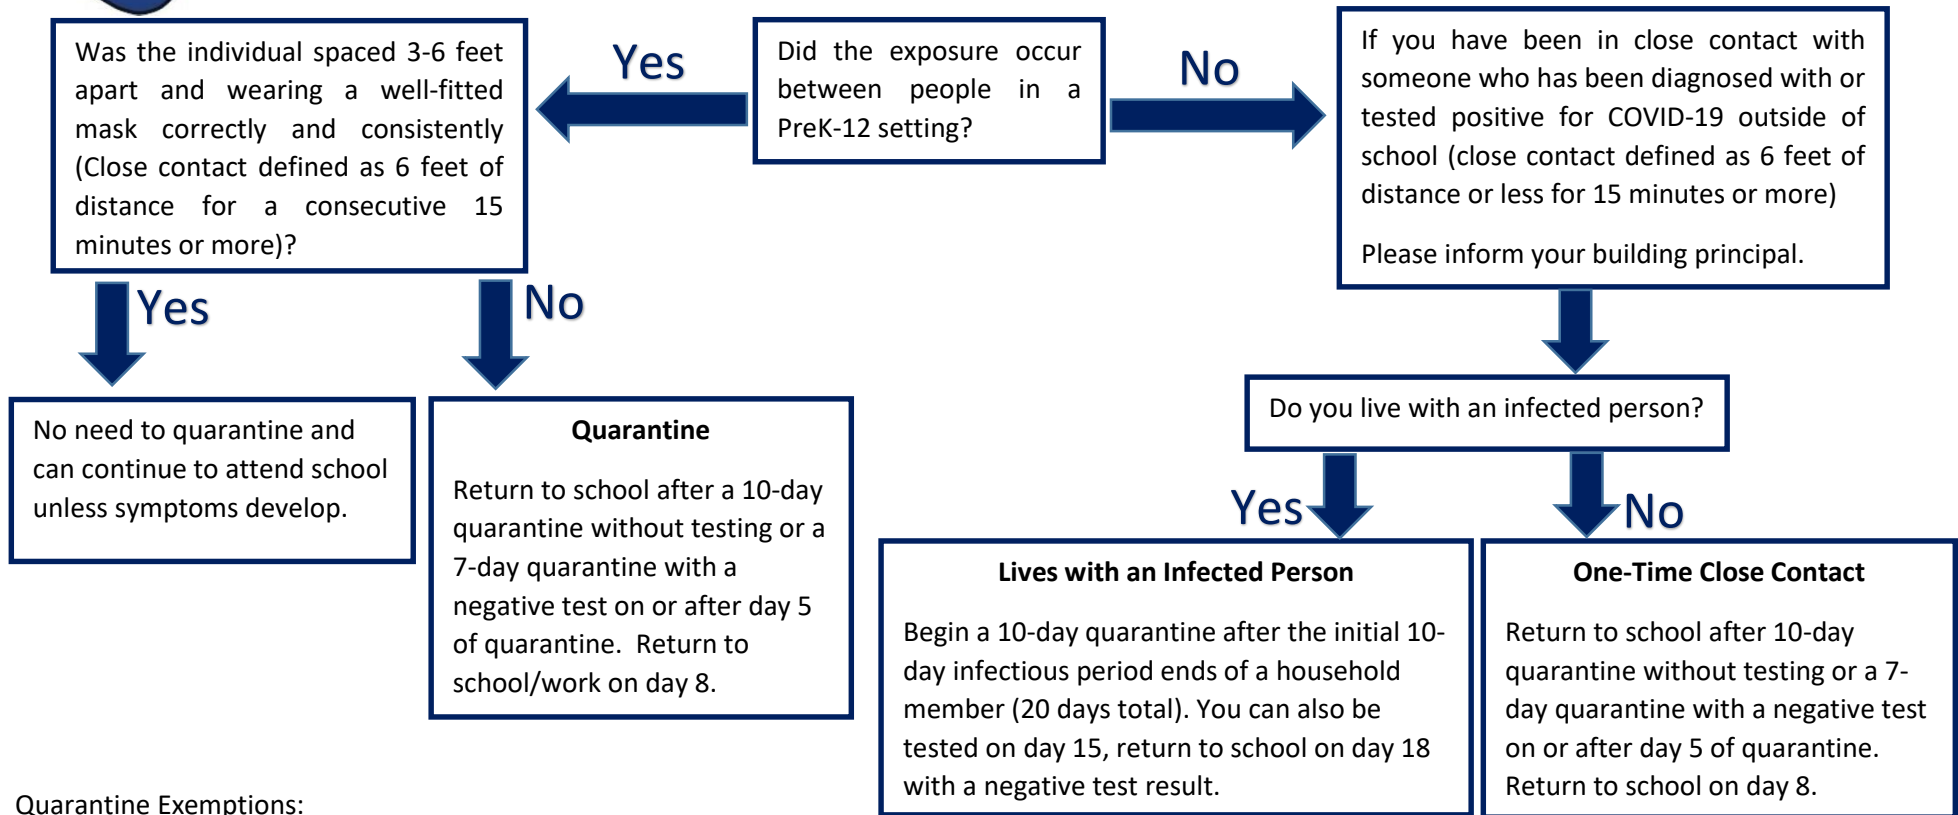 Was the individual spaced 3-6 feet
apart and wearing a well-fitted
mask correctly and consistently
(Close contact defined as 6 feet of
distance for a consecutive 15
minutes or more)?
Yes
Did the exposure occur
between people in a
PreK-12 setting?
No
If you have been in close contact with
someone who has been diagnosed with or
tested positive for COVID-19 outside of
school (close contact defined as 6 feet of
distance or less for 15 minutes or more)
Please inform your building principal.
Yes
No
No need to quarantine and
can continue to attend school
unless symptoms develop.
Quarantine
Return to school after a 10-day
quarantine without testing or a
7-day quarantine with a
negative test on or after day 5
of quarantine.  Return to
school/work on day 8.
Do you live with an infected person?
Yes
No
Lives with an Infected Person
Begin a 10-day quarantine after the initial 10-
day infectious period ends of a household
member (20 days total). You can also be
tested on day 15, return to school on day 18
with a negative test result.
One-Time Close Contact
Return to school after 10-day
quarantine without testing or a 7-
day quarantine with a negative test
on or after day 5 of quarantine.
Return to school on day 8.
Quarantine Exemptions: